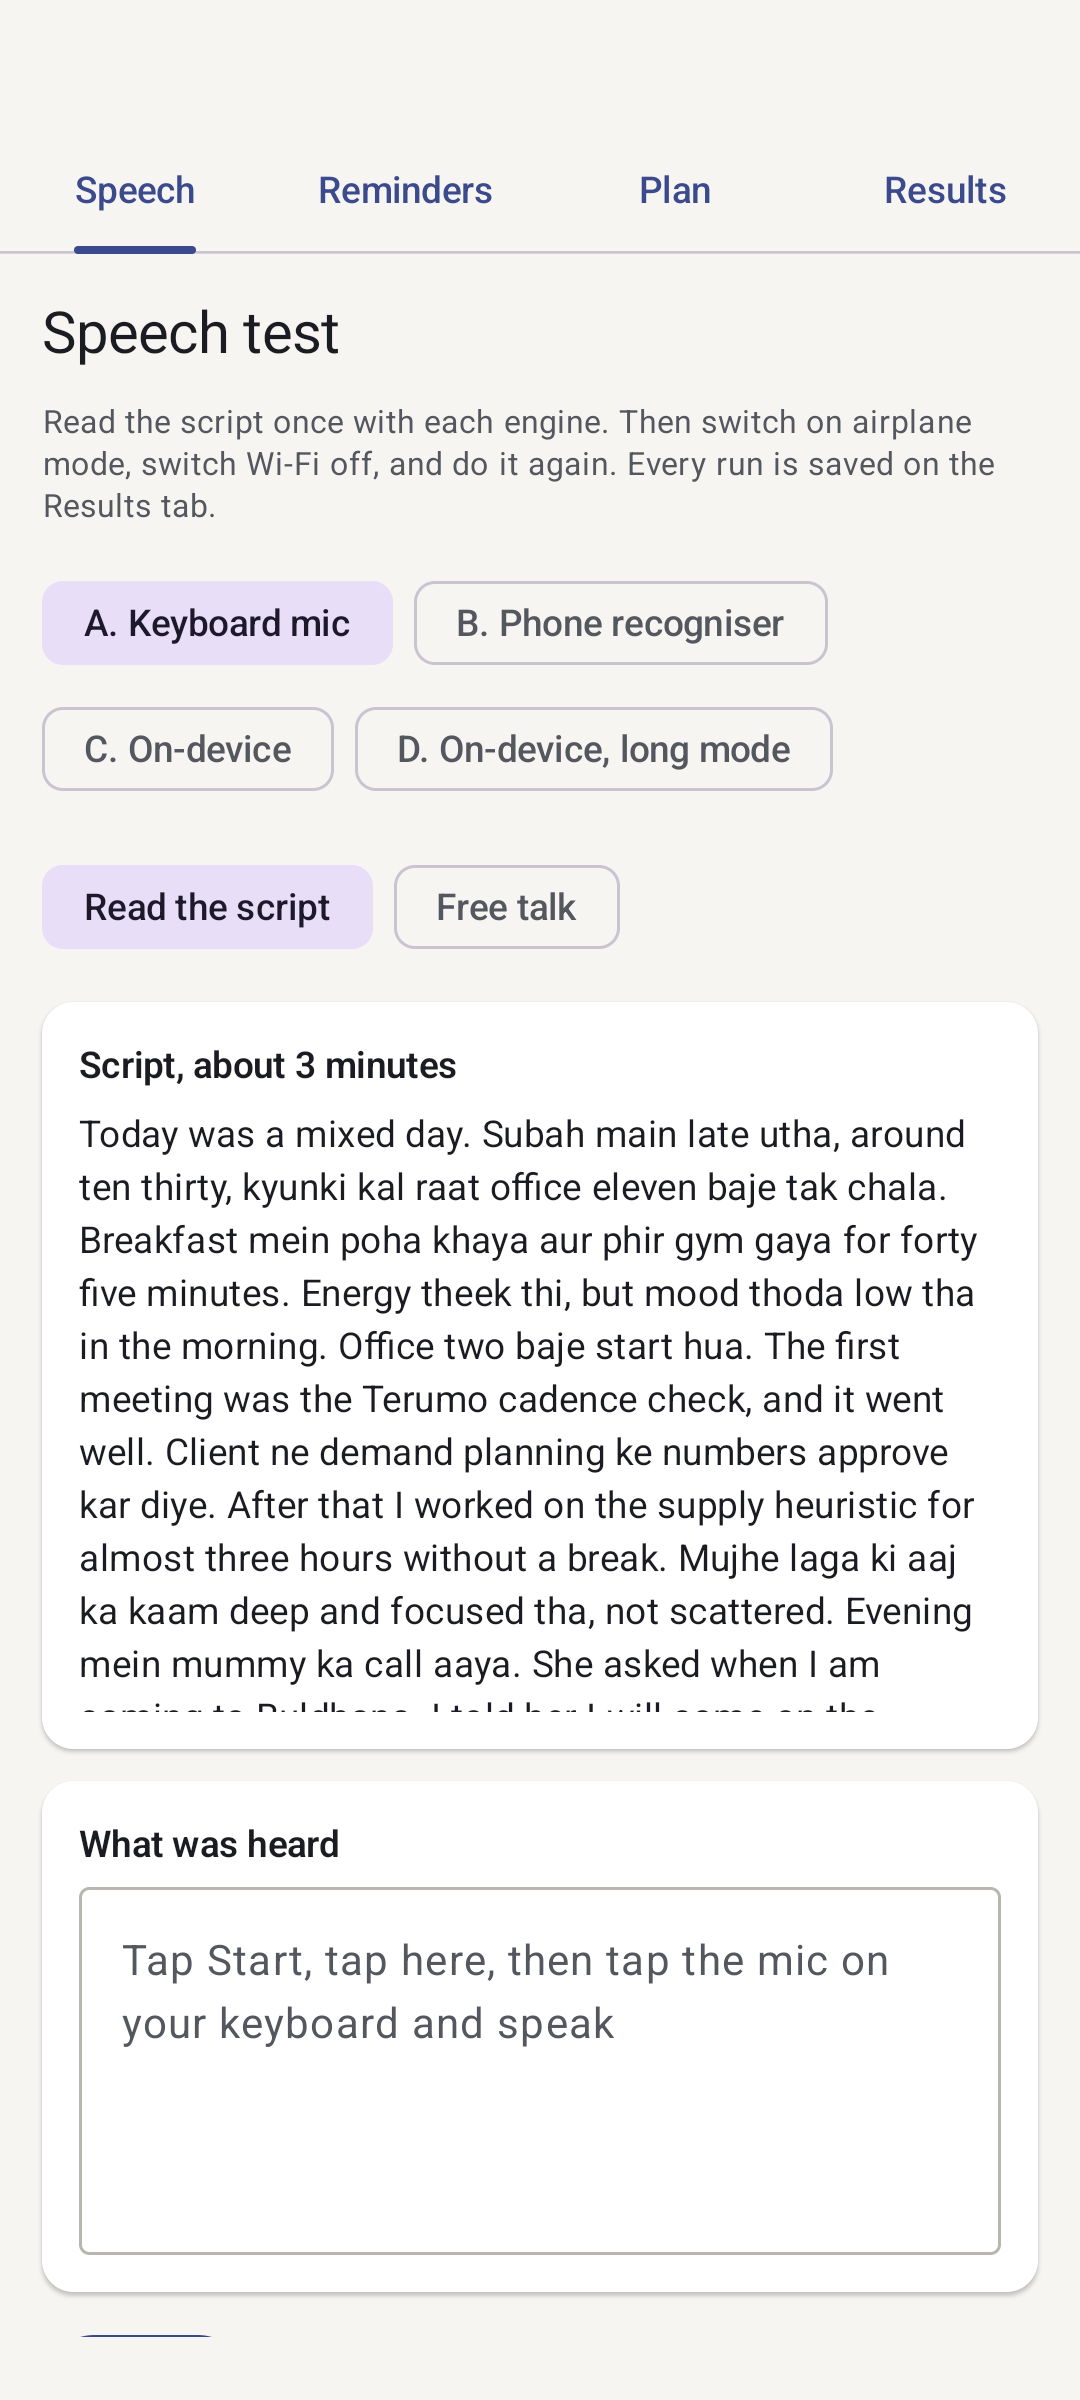 Speech
Reminders
Plan
Results
Speech test
Read the script once with each engine. Then switch on airplane
mode, switch Wi-Fi off, and do it again. Every run is saved on the
Results tab.
A. Keyboard mic
B. Phone recogniser
C. On-device
D. On-device, long mode
Read the script
Free talk
Script, about 3 minutes
Today was a mixed day. Subah main late utha, around
ten thirty, kyunki kal raat office eleven baje tak chala.
Breakfast mein poha khaya aur phir gym gaya for forty
five minutes. Energy theek thi, but mood thoda low tha
in the morning. Office two baje start hua. The first
meeting was the Terumo cadence check, and it went
well. Client ne demand planning ke numbers approve
kar diye. After that I worked on the supply heuristic for
almost three hours without a break. Mujhe laga ki aaj
ka kaam deep and focused tha, not scattered. Evening
mein mummy ka call aaya. She asked when I am
coming to Buldhana. I told her I will come on the
What was heard
Tap Start, tap here, then tap the mic on
your keyboard and speak